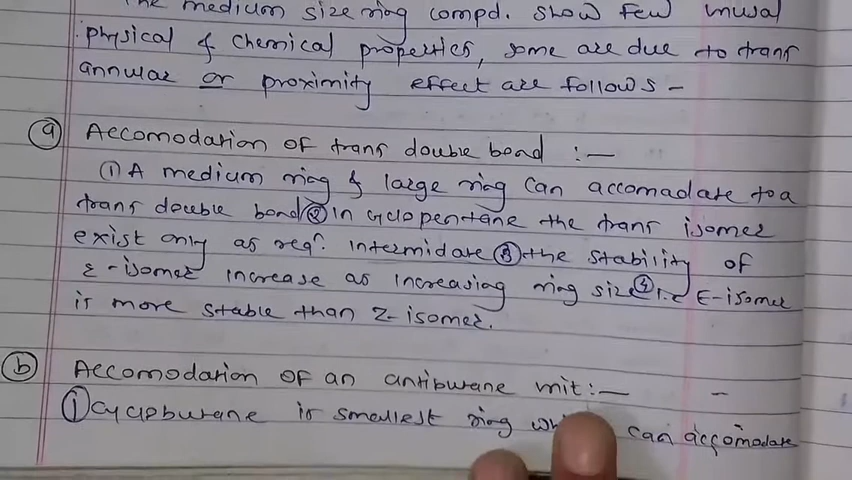 The medium size ring compd. show few unusal
physical & chemical properties, some are due to trans
annular or proximity effect are follows -
(a) Accomodation of trans double bond :-
(1) A medium ring & large ring can accomadate to a
trans double bond (2) In cyclopentane the trans isomer
exist only as reqn. Intermidate (3) the stability of
E-isomer increase as increasing ring size (4) i.e E-isomer
is more stable than Z-isomer.
(b) Accomodation of an antibutane unit :- -
(1) cyclobutane is smallest ring can accomodate